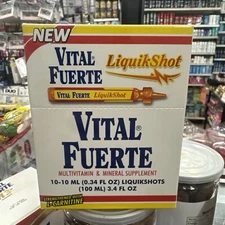 NEW
VITAL
FUERTE
LiquikShot
VITAL FUERTE LiquikShot
VITAL
FUERTE
MULTIVITAMIN & MINERAL SUPPLEMENT
10-10 ML (0.34 FL OZ) LIQUIKSHOTS
(100 ML) 3.4 FL OZ
L-CARNITINE